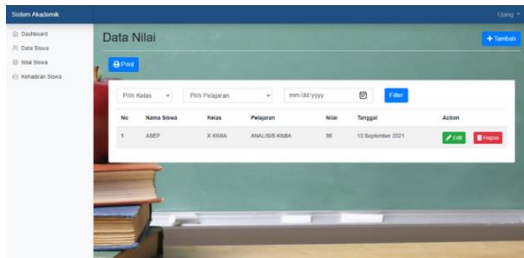 Sistem Akademik
Ujang
Dashboard
Data Siswa
Nilai Siswa
Kehadiran Siswa
Data Nilai
+ Tambah
Print
Pilih Kelas
Pilih Pelajaran
mm/dd/yyyy
Filter
No Nama Siswa Kelas Pelajaran Nilai Tanggal Action
1 ASEP X KIMIA ANALISIS KIMIA 96 13 September 2021 Edit Hapus